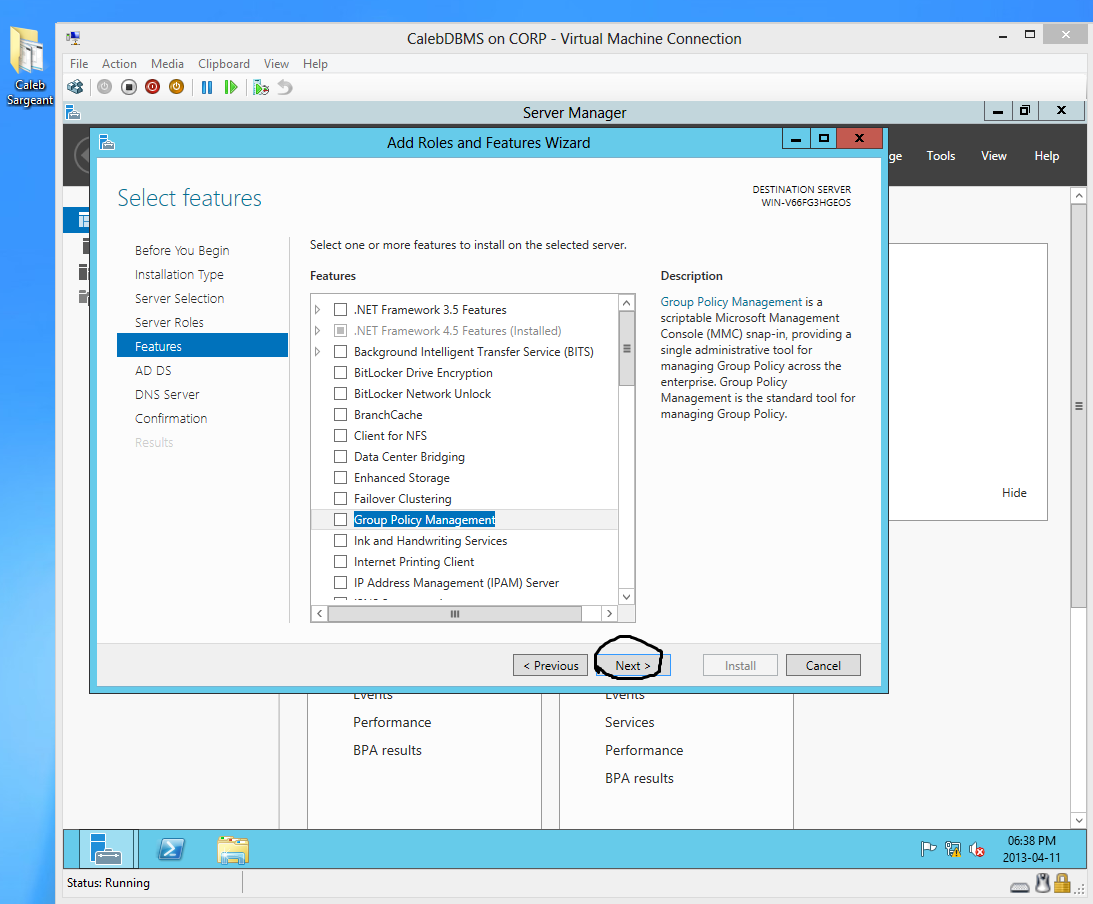 Caleb
Sargeant
CalebDBMS on CORP - Virtual Machine Connection
File Action Media Clipboard View Help
Server Manager
Add Roles and Features Wizard
ge Tools View Help
Select features
DESTINATION SERVER
WIN-V66FG3HGEOS
Before You Begin
Installation Type
Server Selection
Server Roles
Features
AD DS
DNS Server
Confirmation
Results
Select one or more features to install on the selected server.
Features
.NET Framework 3.5 Features
.NET Framework 4.5 Features (Installed)
Background Intelligent Transfer Service (BITS)
BitLocker Drive Encryption
BitLocker Network Unlock
BranchCache
Client for NFS
Data Center Bridging
Enhanced Storage
Failover Clustering
Group Policy Management
Ink and Handwriting Services
Internet Printing Client
IP Address Management (IPAM) Server
Description
Group Policy Management is a
scriptable Microsoft Management
Console (MMC) snap-in, providing a
single administrative tool for
managing Group Policy across the
enterprise. Group Policy
Management is the standard tool for
managing Group Policy.
Hide
< Previous Next > Install Cancel
Events
Performance
BPA results
Events
Services
Performance
BPA results
06:38 PM
2013-04-11
Status: Running